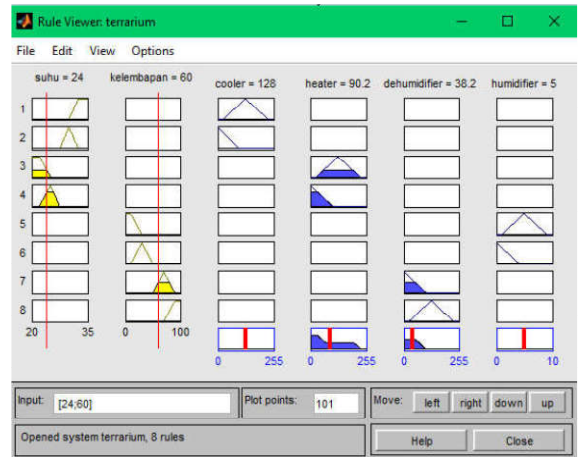 Rule Viewer: terrarium
File Edit View Options
suhu = 24 kelembapan = 60 cooler = 128 heater = 90.2 dehumidifier = 38.2 humidifier = 5
1
2
3
4
5
6
7
8
20 35 0 100
0 255 0 255 0 255 0 10
Input: [24;60] Plot points: 101 Move: left right down up
Opened system terrarium, 8 rules Help Close